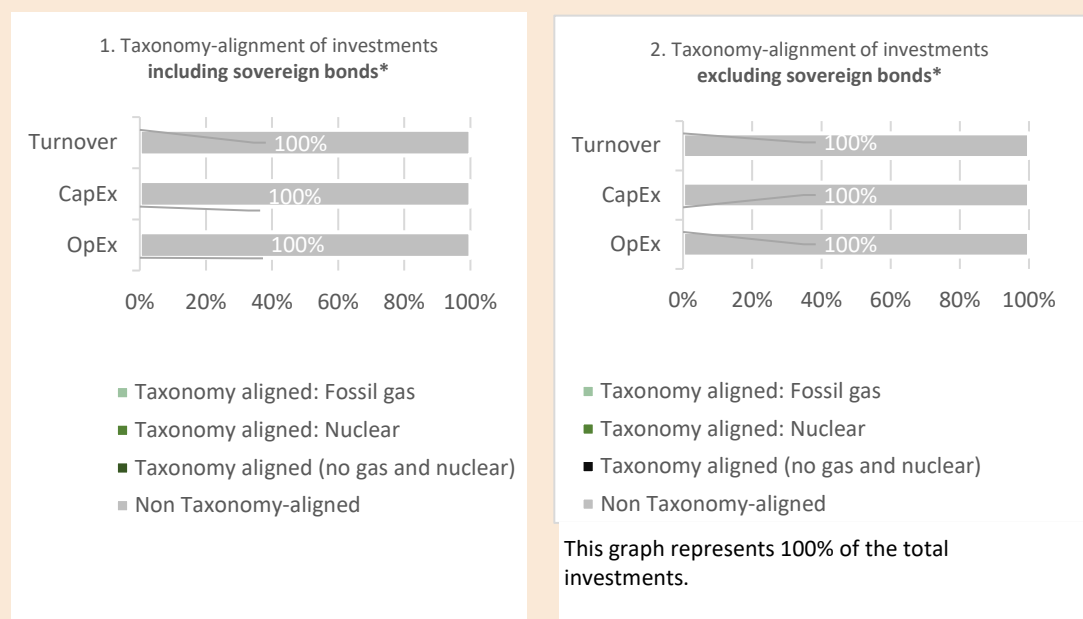 1. Taxonomy-alignment of investments
including sovereign bonds*
Turnover
100%
CapEx
100%
OpEx
100%
0% 20% 40% 60% 80% 100%
Taxonomy aligned: Fossil gas
Taxonomy aligned: Nuclear
Taxonomy aligned (no gas and nuclear)
Non Taxonomy-aligned
2. Taxonomy-alignment of investments
excluding sovereign bonds*
Turnover
100%
CapEx
100%
OpEx
100%
0% 20% 40% 60% 80% 100%
Taxonomy aligned: Fossil gas
Taxonomy aligned: Nuclear
Taxonomy aligned (no gas and nuclear)
Non Taxonomy-aligned
This graph represents 100% of the total
investments.